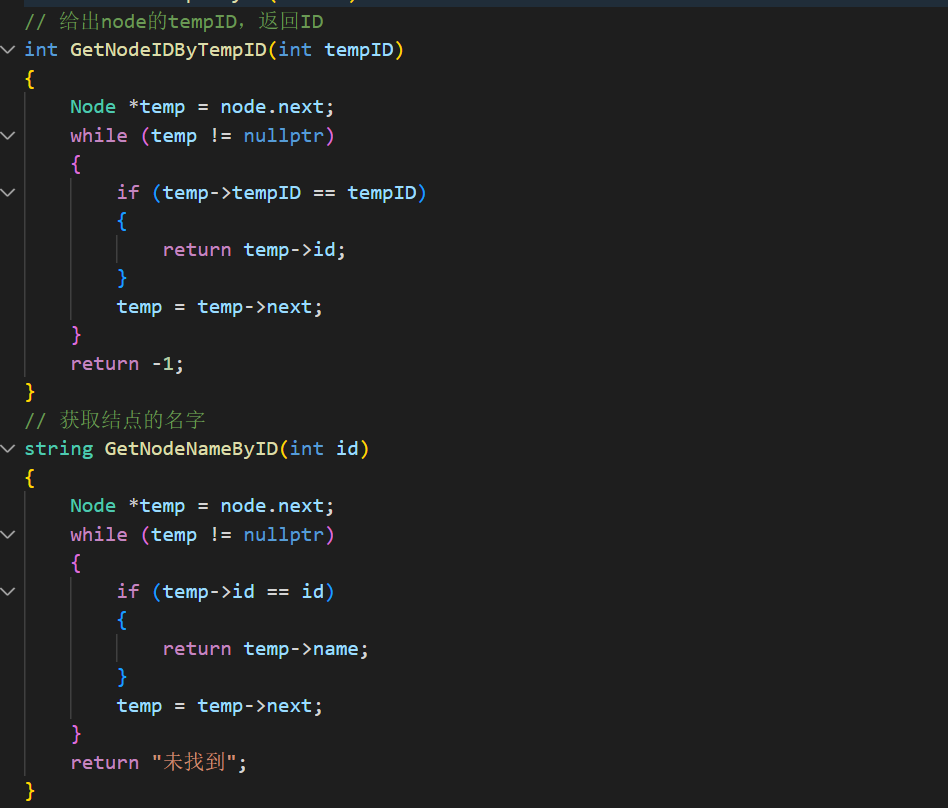 // 给出node的tempID，返回ID
int GetNodeIDByTempID(int tempID)
{
    Node *temp = node.next;
    while (temp != nullptr)
    {
        if (temp->tempID == tempID)
        {
            return temp->id;
        }
        temp = temp->next;
    }
    return -1;
}
// 获取结点的名字
string GetNodeNameByID(int id)
{
    Node *temp = node.next;
    while (temp != nullptr)
    {
        if (temp->id == id)
        {
            return temp->name;
        }
        temp = temp->next;
    }
    return "未找到";
}